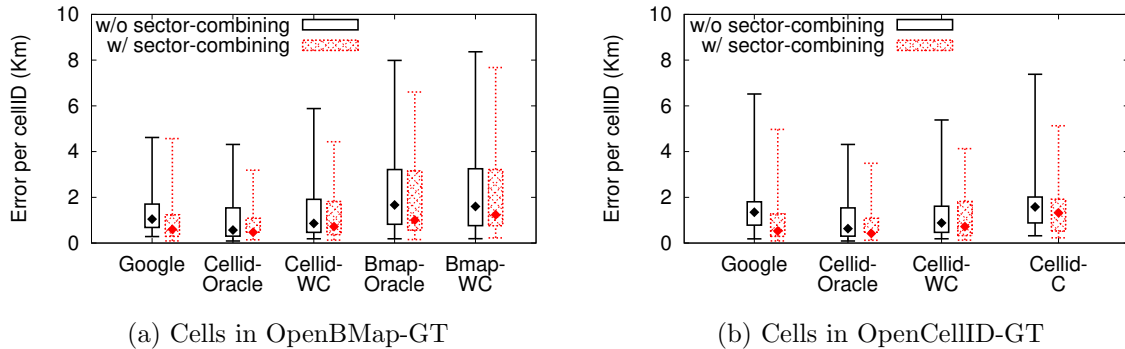 Error per cellID (Km)
10
8
6
4
2
0
w/o sector-combining
w/ sector-combining
Google
Cellid-
Oracle
Cellid-
WC
Bmap-
Oracle
Bmap-
WC
(a) Cells in OpenBMap-GT
Error per cellID (Km)
10
8
6
4
2
0
w/o sector-combining
w/ sector-combining
Google
Cellid-
Oracle
Cellid-
WC
Cellid-
C
(b) Cells in OpenCellID-GT